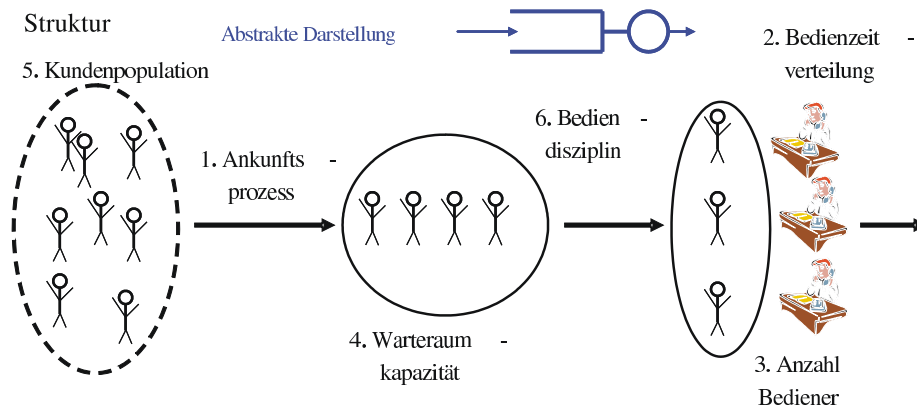 Struktur
Abstrakte Darstellung
2. Bedienzeit -
verteilung
5. Kundenpopulation
1. Ankunfts -
prozess
6. Bedien -
disziplin
4. Warteraum -
kapazität
3. Anzahl
Bediener